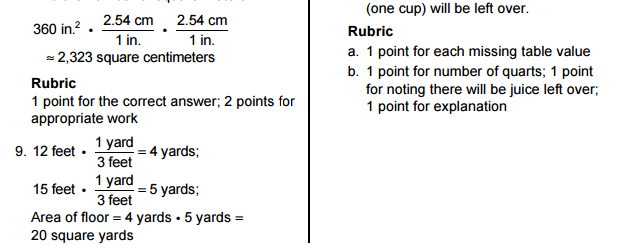 360 in.² • 2.54 cm / 1 in. • 2.54 cm / 1 in.
≈ 2,323 square centimeters
Rubric
1 point for the correct answer; 2 points for
appropriate work
9. 12 feet • 1 yard / 3 feet = 4 yards;
15 feet • 1 yard / 3 feet = 5 yards;
Area of floor = 4 yards • 5 yards =
20 square yards
(one cup) will be left over.
Rubric
a. 1 point for each missing table value
b. 1 point for number of quarts; 1 point
for noting there will be juice left over;
1 point for explanation